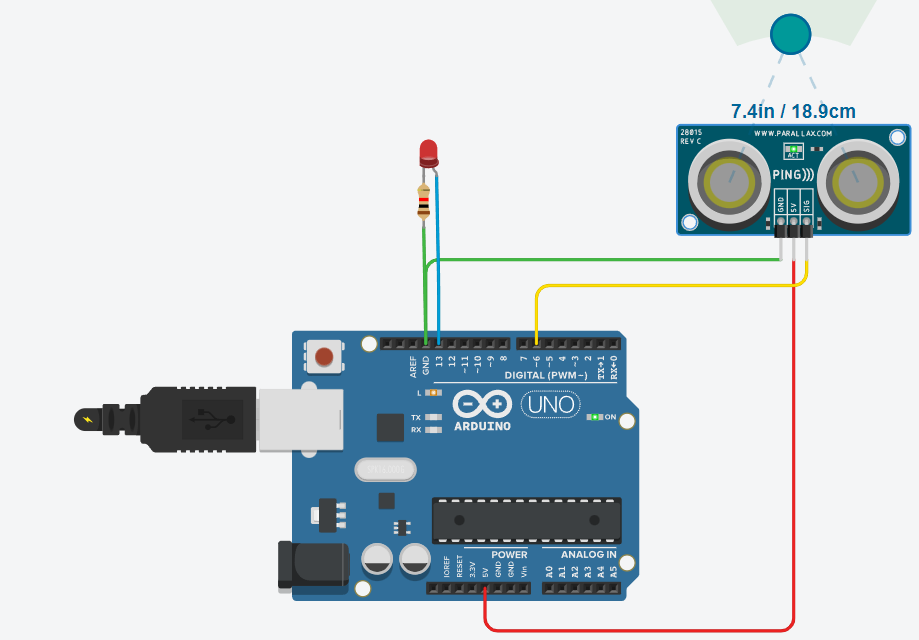 7.4in / 18.9cm
28015
REV C
WWW.PARALLAX.COM
ACT
PING)))
GND
5V
SIG
AREF
GND
13
12
~11
~10
~9
8
7
~6
~5
4
~3
2
TX→1
RX←0
DIGITAL (PWM~)
L
TX
RX
ARDUINO
UNO
ON
POWER
ANALOG IN
IOREF
RESET
3.3V
5V
GND
GND
Vin
A0
A1
A2
A3
A4
A5